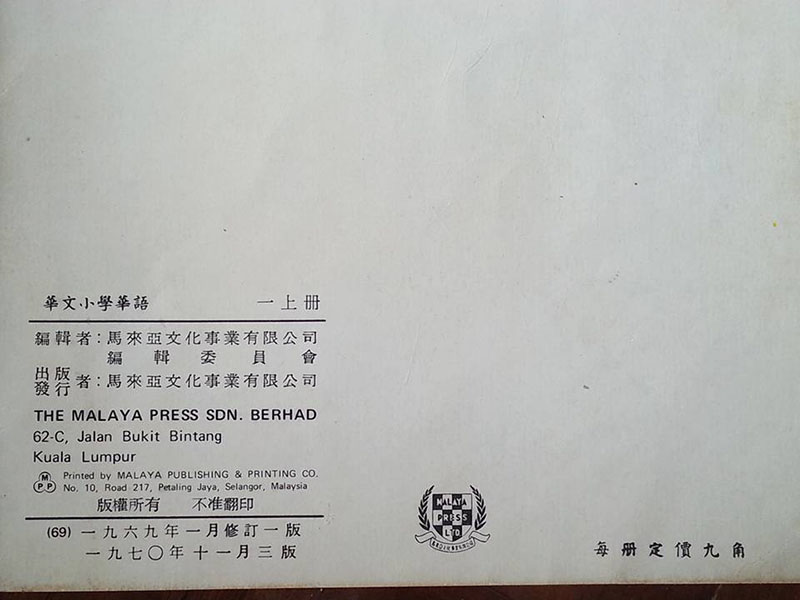 華文小學華語 一上册
編輯者：馬來亞文化事業有限公司
編輯委員會
出版
發行者：馬來亞文化事業有限公司
THE MALAYA PRESS SDN. BERHAD
62-C, Jalan Bukit Bintang
Kuala Lumpur
MPP Printed by MALAYA PUBLISHING & PRINTING CO.
No. 10, Road 217, Petaling Jaya, Selangor, Malaysia
版權所有 不准翻印
(69) 一九六九年一月修訂一版
一九七〇年十一月三版
MALAYA
PRESS
LTD
每册定價九角